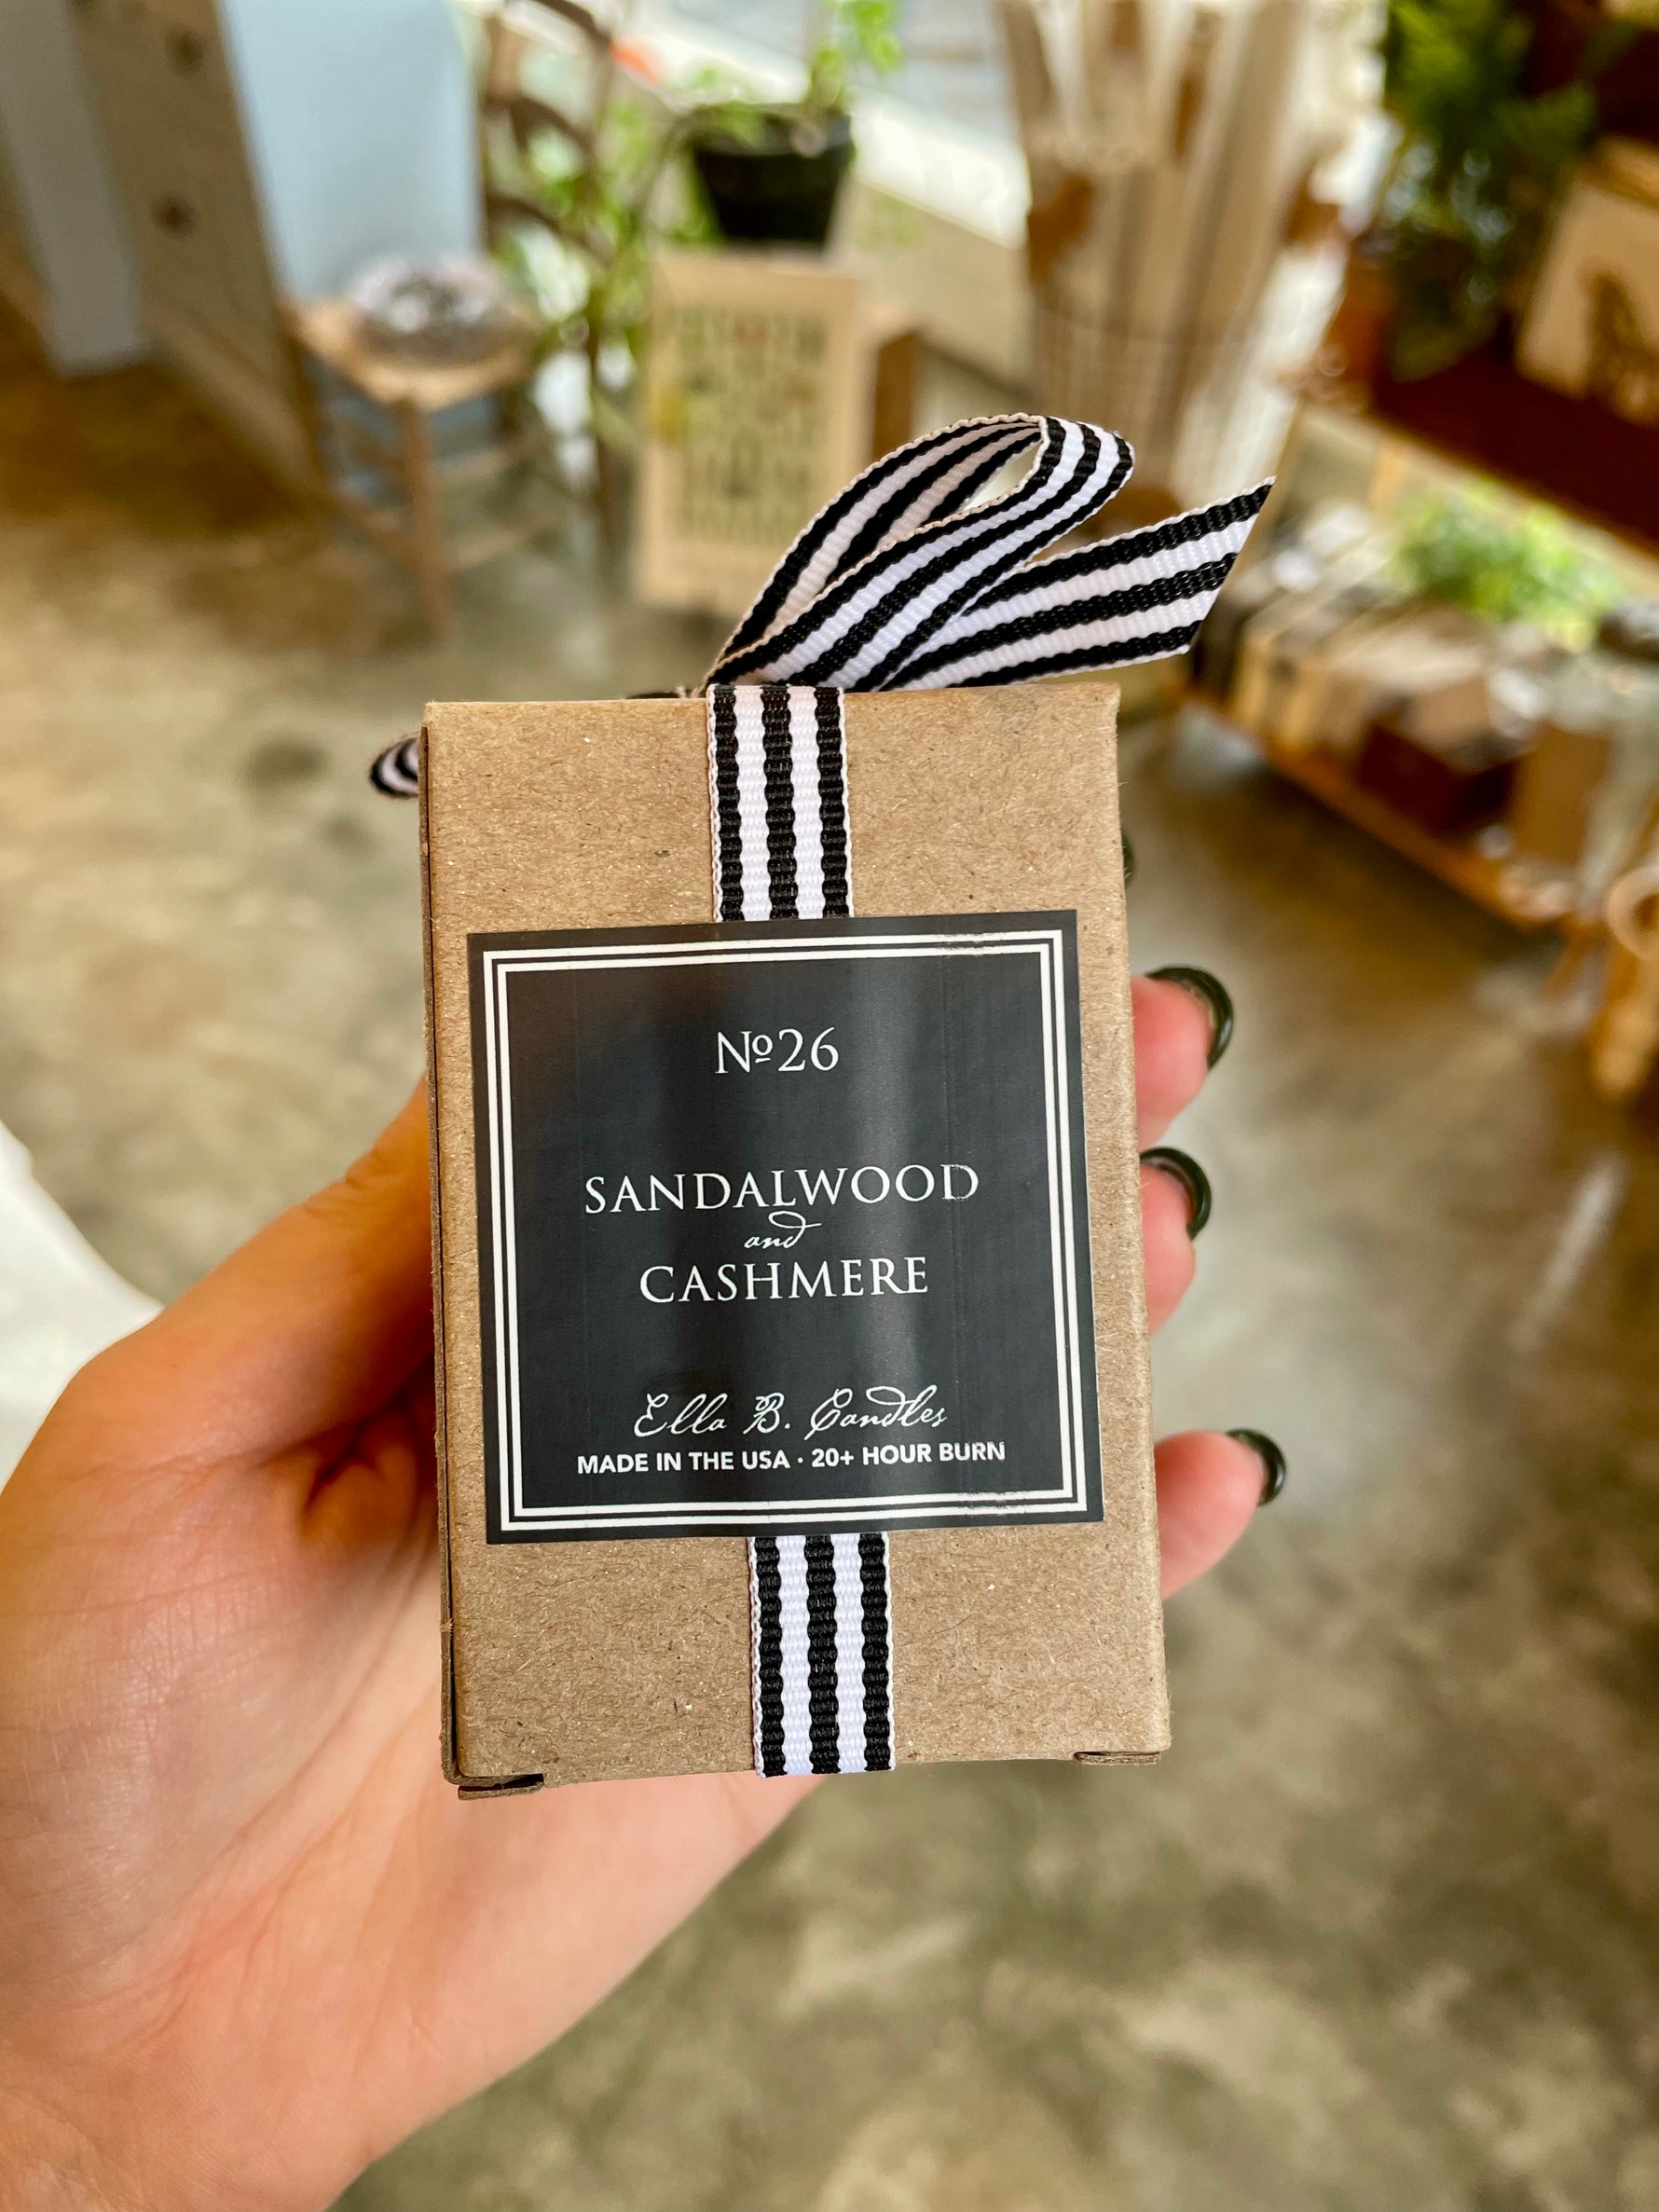 №26
SANDALWOOD
and
CASHMERE
Ella B. Candles
MADE IN THE USA · 20+ HOUR BURN